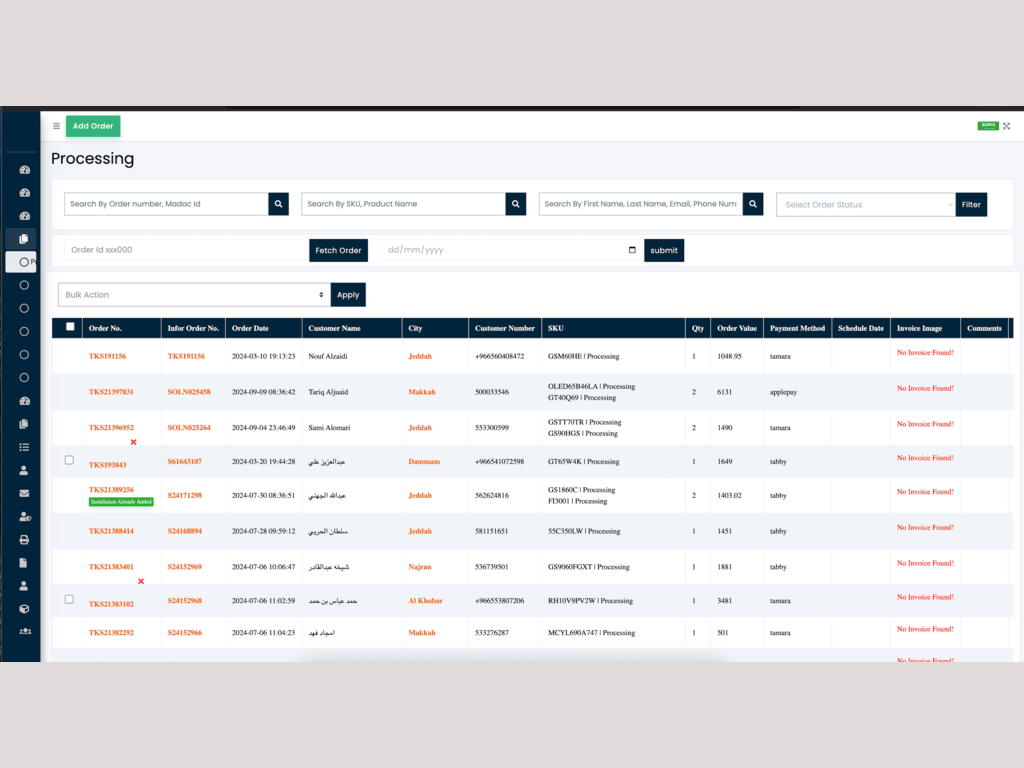 Add Order
Processing
Search By Order number, Madac Id
Search By SKU, Product Name
Search By First Name, Last Name, Email, Phone Num
Select Order Status
Filter
Order Id xxx000
Fetch Order
dd/mm/yyyy
submit
Bulk Action
Apply
Order No. Infor Order No. Order Date Customer Name City Customer Number SKU Qty Order Value Payment Method Schedule Date Invoice Image Comments
TKS191156 TKS191156 2024-03-10 19:13:23 Nouf Alzaidi Jeddah +966560408472 GSM60HE | Processing 1 1048.95 tamara No Invoice Found!
TKS21397831 SOLN025458 2024-09-09 08:36:42 Tariq Aljuaid Makkah 500033546 OLED65B46LA | Processing 2 6131 applepay No Invoice Found!
GT40Q69 | Processing
TKS21396952 SOLN025264 2024-09-04 23:46:49 Sami Alomari Jeddah 553300599 GSTT70TR | Processing 2 1490 tamara No Invoice Found!
GS90HGS | Processing
TKS193843 S61643107 2024-03-20 19:44:28 عبدالعزيز علي Dammam +966541072598 GT65W4K | Processing 1 1649 tabby No Invoice Found!
TKS21389256 S24171298 2024-07-30 08:36:51 عبدالله الجهني Jeddah 562624816 GS1860C | Processing 2 1403.02 tabby No Invoice Found!
Installation Already Added FI3001 | Processing
TKS21388414 S24168894 2024-07-28 09:59:12 سلطان الحربي Jeddah 581151651 55C350LW | Processing 1 1451 tabby No Invoice Found!
TKS21383401 S24152969 2024-07-06 10:06:47 شيخه عبدالقادر Najran 536739501 GS9060FGXT | Processing 1 1881 tabby No Invoice Found!
TKS21383102 S24152968 2024-07-06 11:02:59 حمد عباس بن حمد Al Khobar +966553807206 RH10V9PV2W | Processing 1 3481 tamara No Invoice Found!
TKS21382292 S24152966 2024-07-06 11:04:23 امجاد فهد Makkah 533276287 MCYL690A747 | Processing 1 501 tamara No Invoice Found!
No Invoice Found!